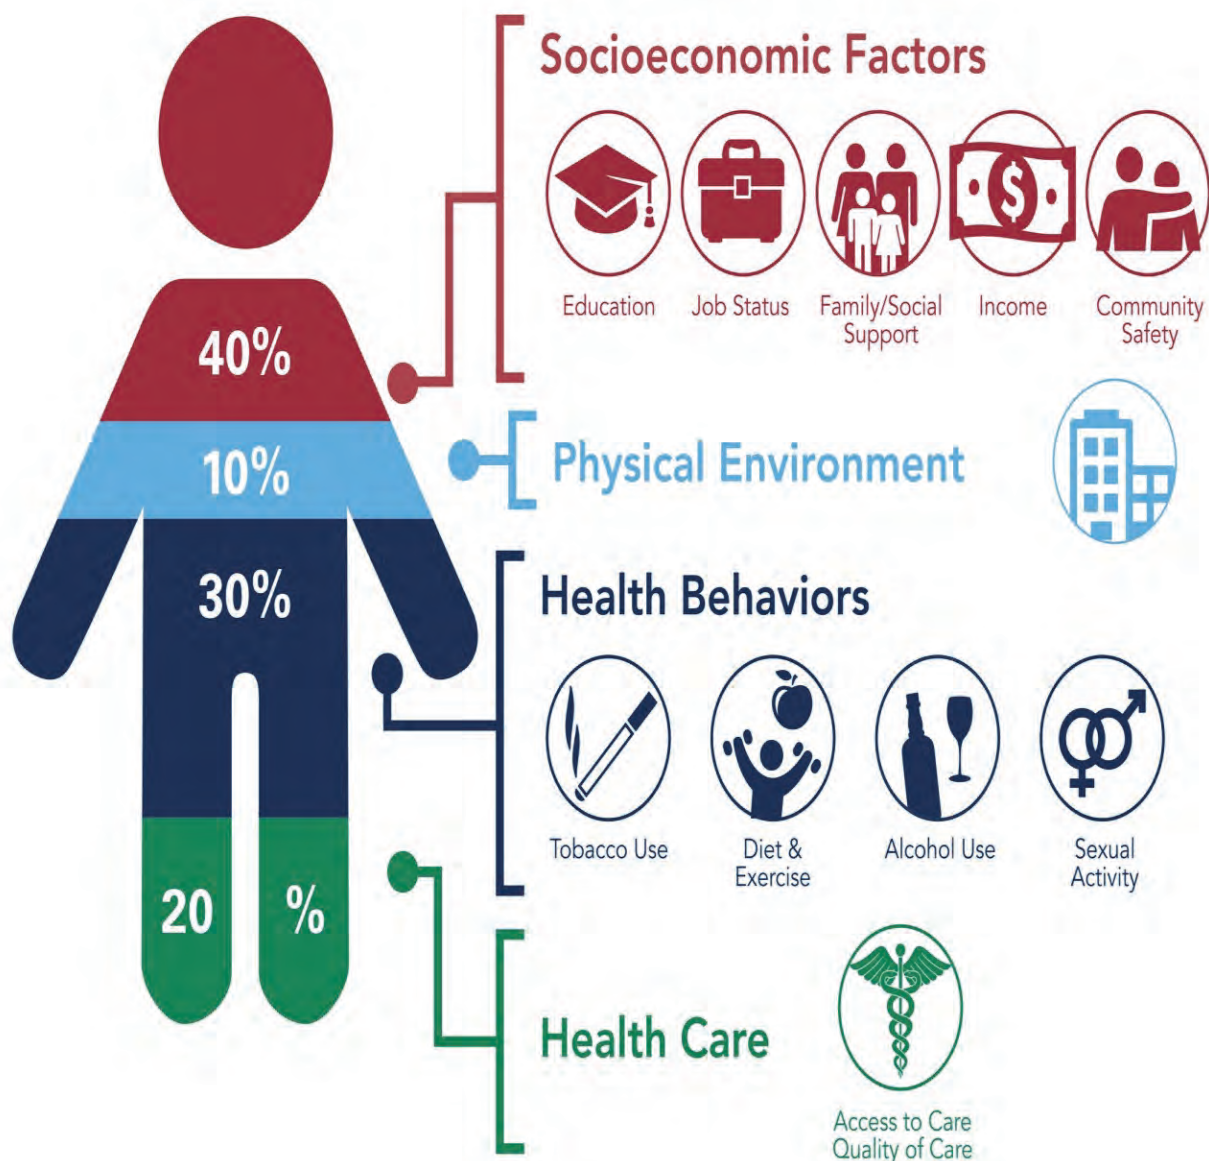 Socioeconomic Factors
Education
Job Status
Family/Social
Support
Income
Community
Safety
40%
10%
Physical Environment
30%
Health Behaviors
Tobacco Use
Diet &
Exercise
Alcohol Use
Sexual
Activity
20 %
Health Care
Access to Care
Quality of Care